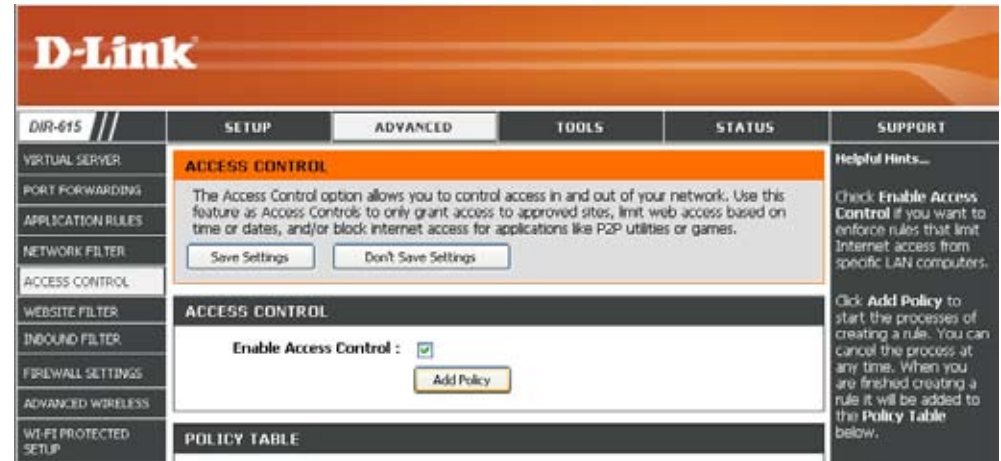 D-Link
DIR-615
SETUP
ADVANCED
TOOLS
STATUS
SUPPORT
VIRTUAL SERVER
PORT FORWARDING
APPLICATION RULES
NETWORK FILTER
ACCESS CONTROL
WEBSITE FILTER
INBOUND FILTER
FIREWALL SETTINGS
ADVANCED WIRELESS
WI-FI PROTECTED
SETUP
ACCESS CONTROL
The Access Control option allows you to control access in and out of your network. Use this
feature as Access Controls to only grant access to approved sites, limit web access based on
time or dates, and/or block internet access for applications like P2P utilities or games.
Save Settings
Don't Save Settings
ACCESS CONTROL
Enable Access Control :
Add Policy
POLICY TABLE
Helpful Hints...
Check Enable Access
Control if you want to
enforce rules that limit
Internet access from
specific LAN computers.
Click Add Policy to
start the processes of
creating a rule. You can
cancel the process at
any time. When you
are finished creating a
rule it will be added to
the Policy Table
below.